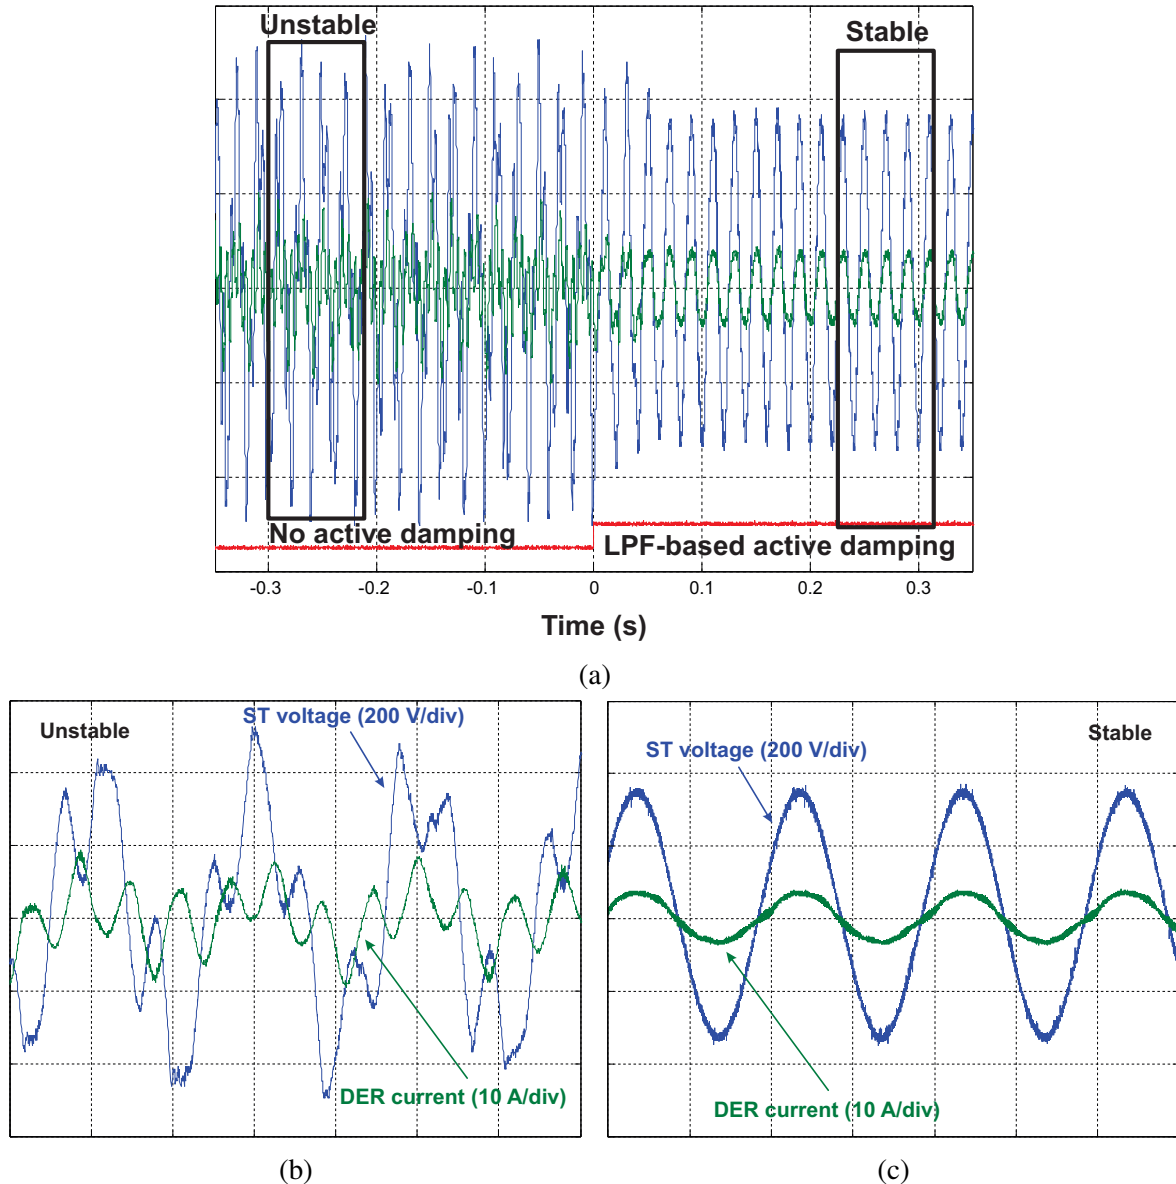 Unstable
Stable
No active damping
LPF-based active damping
-0.3 -0.2 -0.1 0 0.1 0.2 0.3
Time (s)
(a)
Unstable
ST voltage (200 V/div)
DER current (10 A/div)
(b)
ST voltage (200 V/div)
Stable
DER current (10 A/div)
(c)